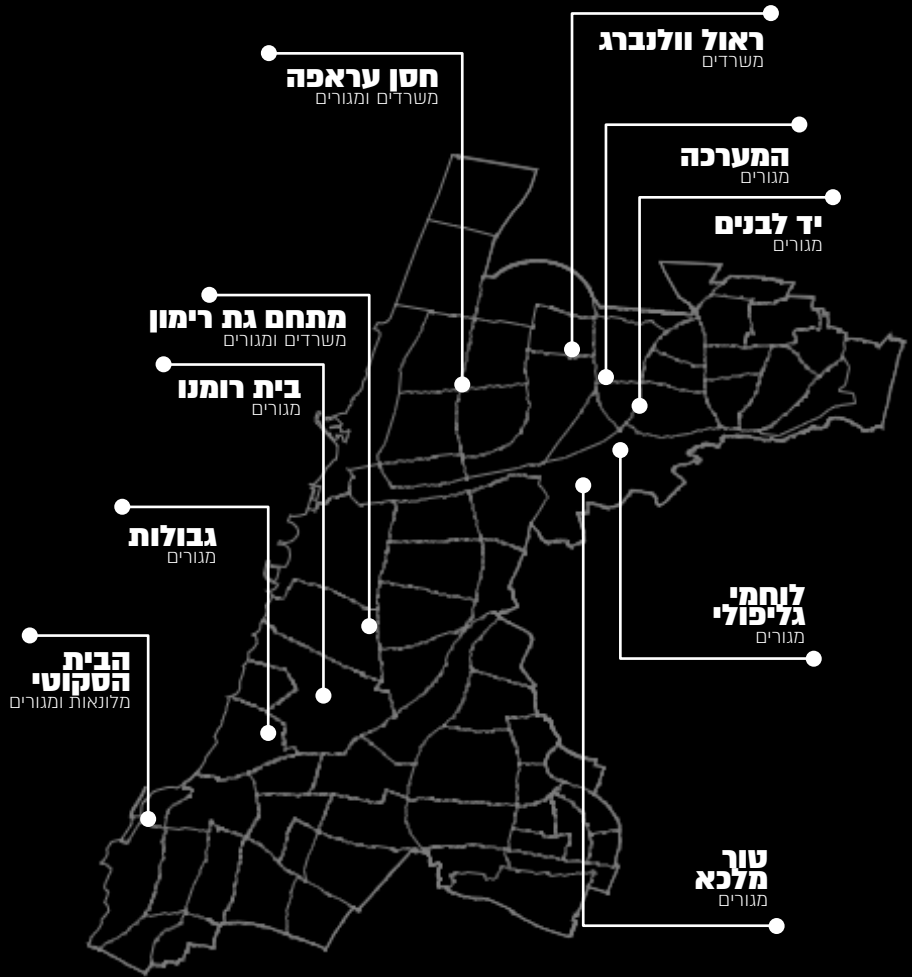 ראול וולנברג
משרדים
חסן עראפה
משרדים ומגורים
המערכה
מגורים
יד לבנים
מגורים
מתחם גת רימון
משרדים ומגורים
בית רומנו
מגורים
גבולות
מגורים
לוחמי
גליפולי
מגורים
הבית
הסקוטי
מלונאות ומגורים
טור
מלכא
מגורים